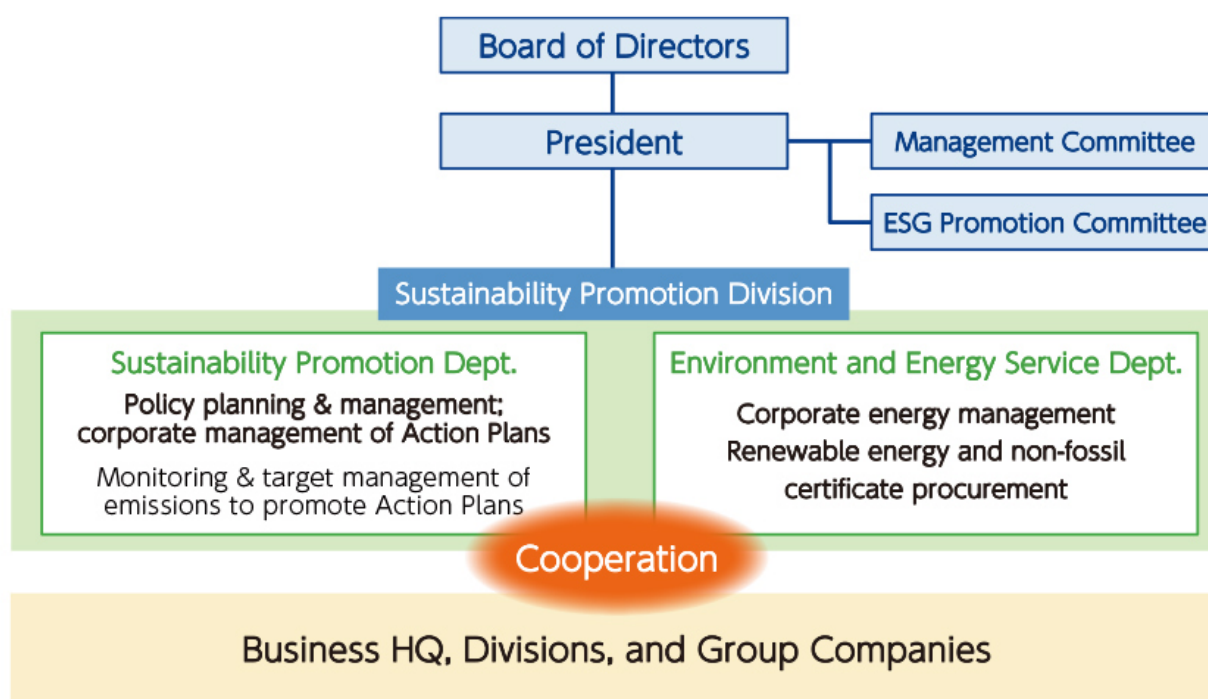 Board of Directors
President
Management Committee
ESG Promotion Committee
Sustainability Promotion Division
Sustainability Promotion Dept.
Policy planning & management;
corporate management of Action Plans
Monitoring & target management of
emissions to promote Action Plans
Environment and Energy Service Dept.
Corporate energy management
Renewable energy and non-fossil
certificate procurement
Cooperation
Business HQ, Divisions, and Group Companies